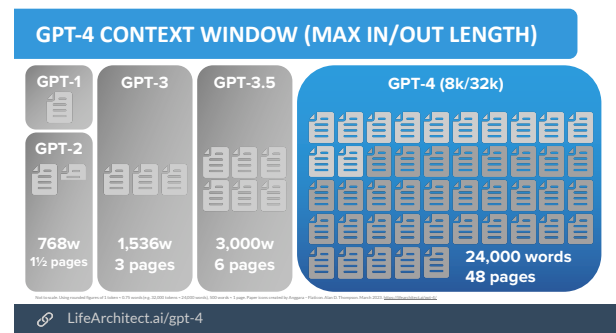 GPT-4 CONTEXT WINDOW (MAX IN/OUT LENGTH)
GPT-1
GPT-2
768w
1½ pages
GPT-3
1,536w
3 pages
GPT-3.5
3,000w
6 pages
GPT-4 (8k/32k)
24,000 words
48 pages
LifeArchitect.ai/gpt-4